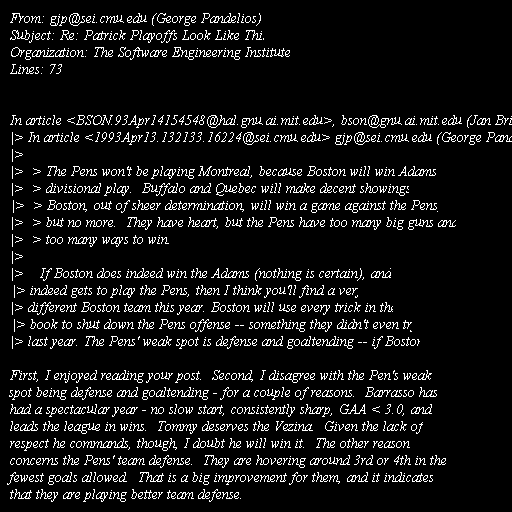 From: gjp@sei.cmu.edu (George Pandelios)
Subject: Re: Patrick Playoffs Look Like Thi.
Organization: The Software Engineering Institute
Lines: 73
In article <BSON.93Apr14154548@hal.gnu.ai.mit.edu>, bson@gnu.ai.mit.edu (Jan Bri
|> In article <1993Apr13.132133.16224@sei.cmu.edu> gjp@sei.cmu.edu (George Pand
|>
|> > The Pens won't be playing Montreal, because Boston will win Adams
|> > divisional play. Buffalo and Quebec will make decent showings
|> > Boston, out of sheer determination, will win a game against the Pens,
|> > but no more. They have heart, but the Pens have too many big guns and
|> > too many ways to win.
|>
|> If Boston does indeed win the Adams (nothing is certain), and
|> indeed gets to play the Pens, then I think you'll find a very
|> different Boston team this year. Boston will use every trick in the
|> book to shut down the Pens offense -- something they didn't even tr
|> last year. The Pens' weak spot is defense and goaltending -- if Boston
First, I enjoyed reading your post. Second, I disagree with the Pen's weak
spot being defense and goaltending - for a couple of reasons. Barrasso has
had a spectacular year - no slow start, consistently sharp, GAA < 3.0, and
leads the league in wins. Tommy deserves the Vezina. Given the lack of
respect he commands, though, I doubt he will win it. The other reason
concerns the Pens' team defense. They are hovering around 3rd or 4th in the
fewest goals allowed. That is a big improvement for them, and it indicates
that they are playing better team defense.